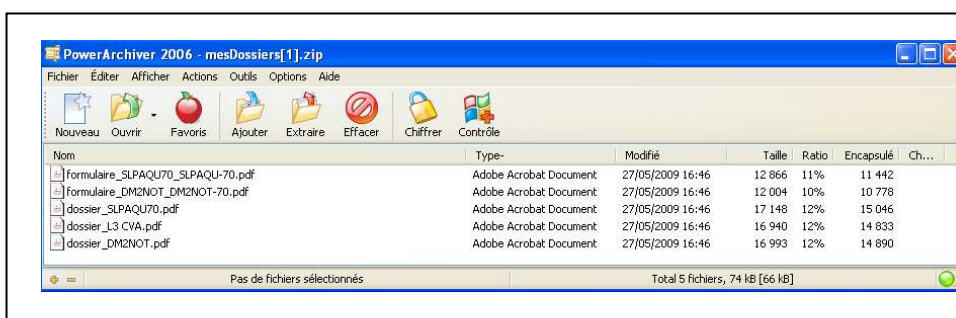 PowerArchiver 2006 - mesDossiers[1].zip
Fichier Éditer Afficher Actions Outils Options Aide
Nouveau Ouvrir Favoris Ajouter Extraire Effacer Chiffrer Contrôle
Nom Type- Modifié Taille Ratio Encapsulé Ch...
formulaire_SLPAQU70_SLPAQU-70.pdf Adobe Acrobat Document 27/05/2009 16:46 12 866 11% 11 442
formulaire_DM2NOT_DM2NOT-70.pdf Adobe Acrobat Document 27/05/2009 16:46 12 004 10% 10 778
dossier_SLPAQU70.pdf Adobe Acrobat Document 27/05/2009 16:46 17 148 12% 15 046
dossier_L3 CVA.pdf Adobe Acrobat Document 27/05/2009 16:46 16 940 12% 14 833
dossier_DM2NOT.pdf Adobe Acrobat Document 27/05/2009 16:46 16 993 12% 14 890
Pas de fichiers sélectionnés Total 5 fichiers, 74 kB [66 kB]